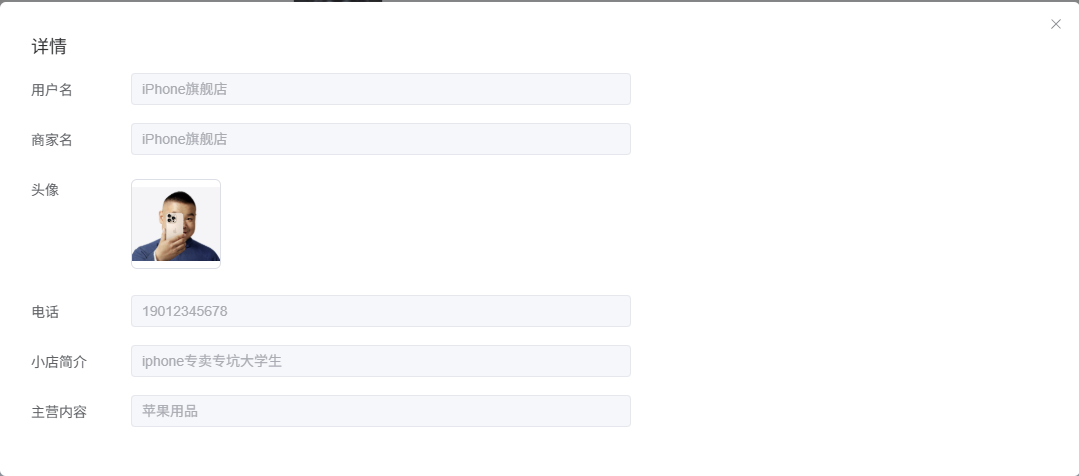 详情
用户名
iPhone旗舰店
商家名
iPhone旗舰店
头像
电话
19012345678
小店简介
iphone专卖专坑大学生
主营内容
苹果用品